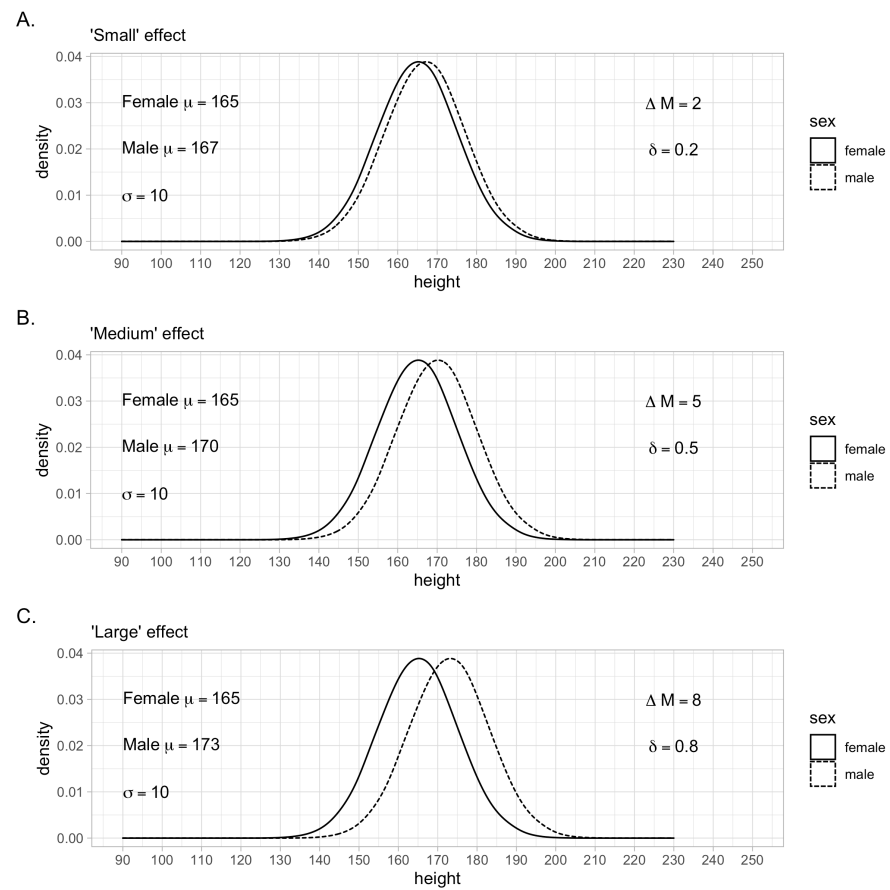 A.
'Small' effect
0.04
0.03
0.02
0.01
0.00
density
Female μ = 165
Male μ = 167
σ = 10
Δ M = 2
δ = 0.2
sex
female
male
90 100 110 120 130 140 150 160 170 180 190 200 210 220 230 240 250
height
B.
'Medium' effect
0.04
0.03
0.02
0.01
0.00
density
Female μ = 165
Male μ = 170
σ = 10
Δ M = 5
δ = 0.5
sex
female
male
90 100 110 120 130 140 150 160 170 180 190 200 210 220 230 240 250
height
C.
'Large' effect
0.04
0.03
0.02
0.01
0.00
density
Female μ = 165
Male μ = 173
σ = 10
Δ M = 8
δ = 0.8
sex
female
male
90 100 110 120 130 140 150 160 170 180 190 200 210 220 230 240 250
height